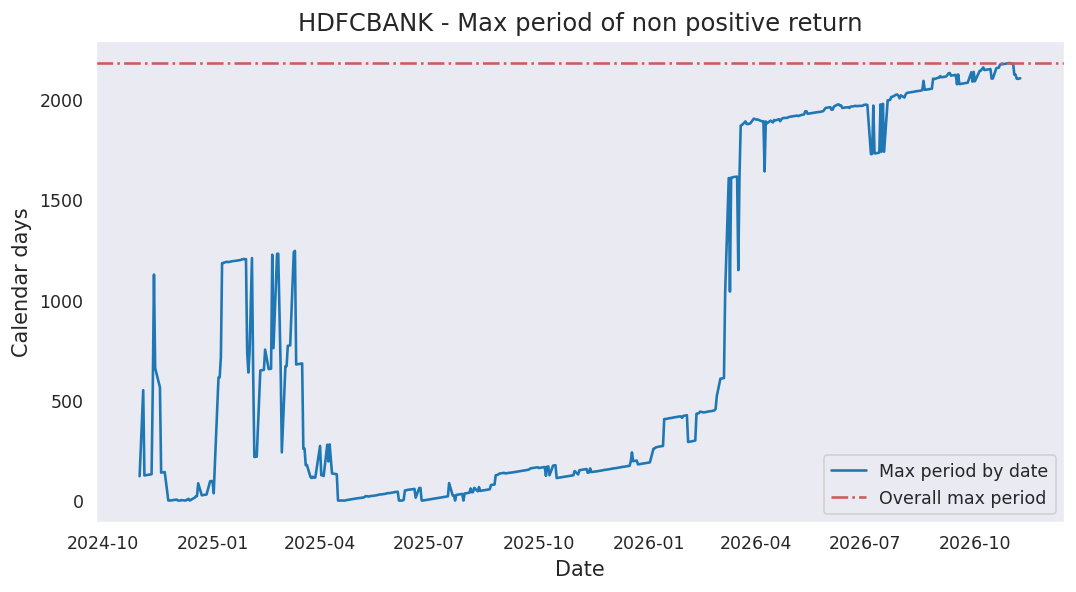 HDFCBANK - Max period of non positive return
Calendar days
2000
1500
1000
500
0
Max period by date
Overall max period
2024-10 2025-01 2025-04 2025-07 2025-10 2026-01 2026-04 2026-07 2026-10
Date